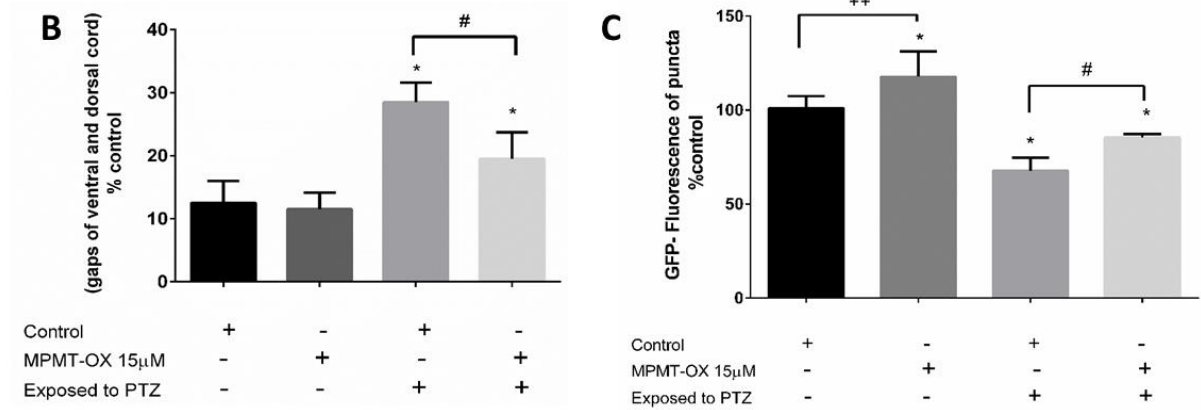 B
(gaps of ventral and dorsal cord)
% control
40
30
20
10
0
#
*
*
Control + - + -
MPMT-OX 15μM - + - +
Exposed to PTZ - - + +
C
GFP- Fluorescence of puncta
%control
150
100
50
0
++
*
#
*
*
Control + - + -
MPMT-OX 15μM - + - +
Exposed to PTZ - - + +